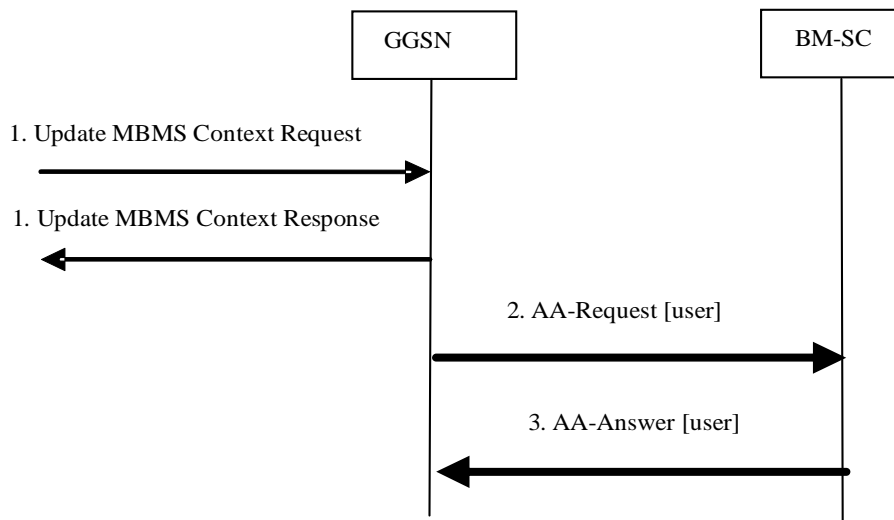 GGSN
BM-SC
1. Update MBMS Context Request
1. Update MBMS Context Response
2. AA-Request [user]
3. AA-Answer [user]